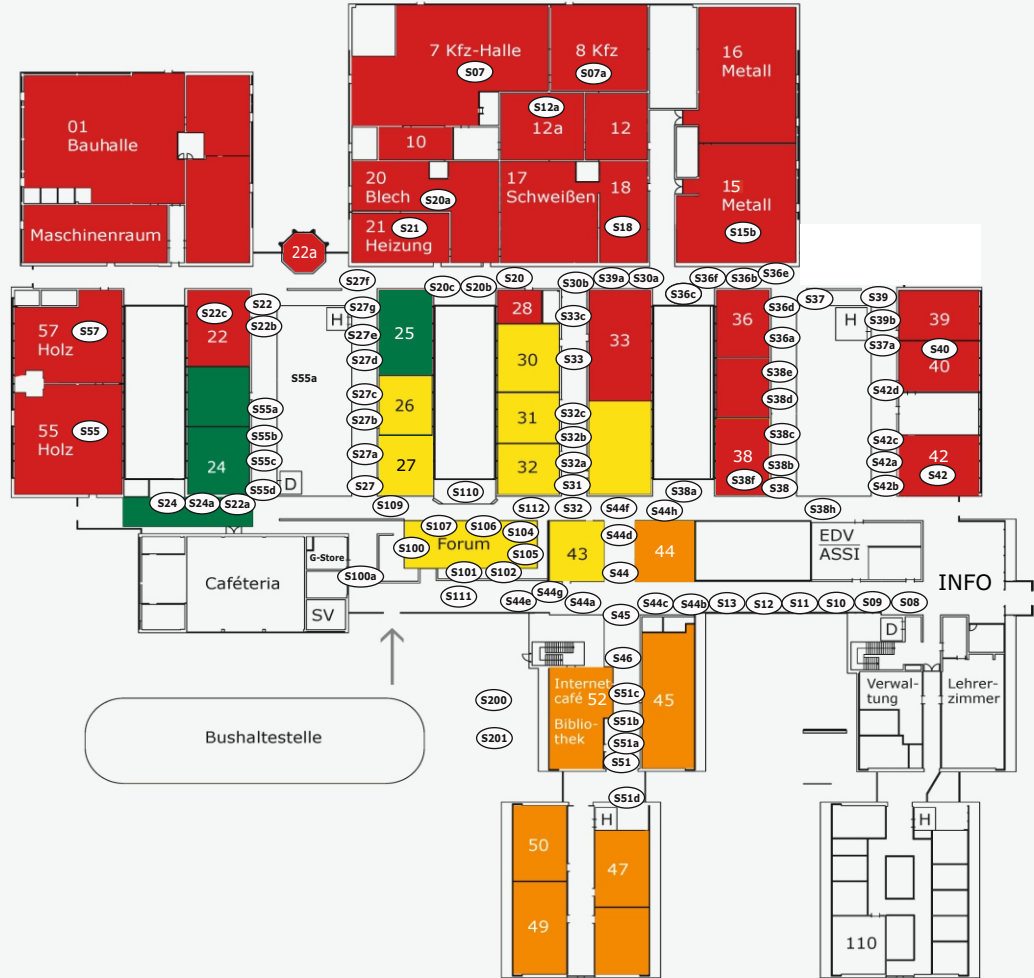 7 Kfz-Halle
S07
8 Kfz
S07a
16
Metall
01
Bauhalle
S12a
12a
12
10
20
Blech
S20a
17
Schweißen
18
S18
15
Metall
S15b
21
S21
Heizung
Maschinenraum
22a
S27f
S20c
S20b
S20
S30b
S39a
S30a
S36c
S36f
S36b
S36e
57
S57
Holz
S22c
22
S22
S22b
H
S27g
S27e
S27d
25
28
S33c
30
S33
33
36
S36d
S36a
S37
H
S39
S39b
S37a
39
S40
40
S55a
S38e
S42d
55
S55
Holz
24
S55a
S55b
S55c
S55d
D
S27c
S27b
S27a
S27
26
27
31
32
S32c
S32b
S32a
S31
S38d
S38c
S38b
S38
38
S38f
S42c
S42a
S42b
42
S42
S24
S24a
S22a
S109
S110
S112
S32
S44f
S44h
S38a
S38h
S107
S106
S104
S100
Forum
S105
S101
S102
43
S44d
S44
44
EDV
ASSI
Caféteria
G-Store
SV
S100a
S111
S44e
S44g
S44a
S45
S44c
S44b
S13
S12
S11
S10
S09
S08
INFO
D
S46
Internet
café 52
Biblio-
thek
S51c
S51b
S51a
S51
45
S200
S201
Verwal-
tung
Lehrer-
zimmer
Bushaltestelle
S51d
H
H
50
47
49
110